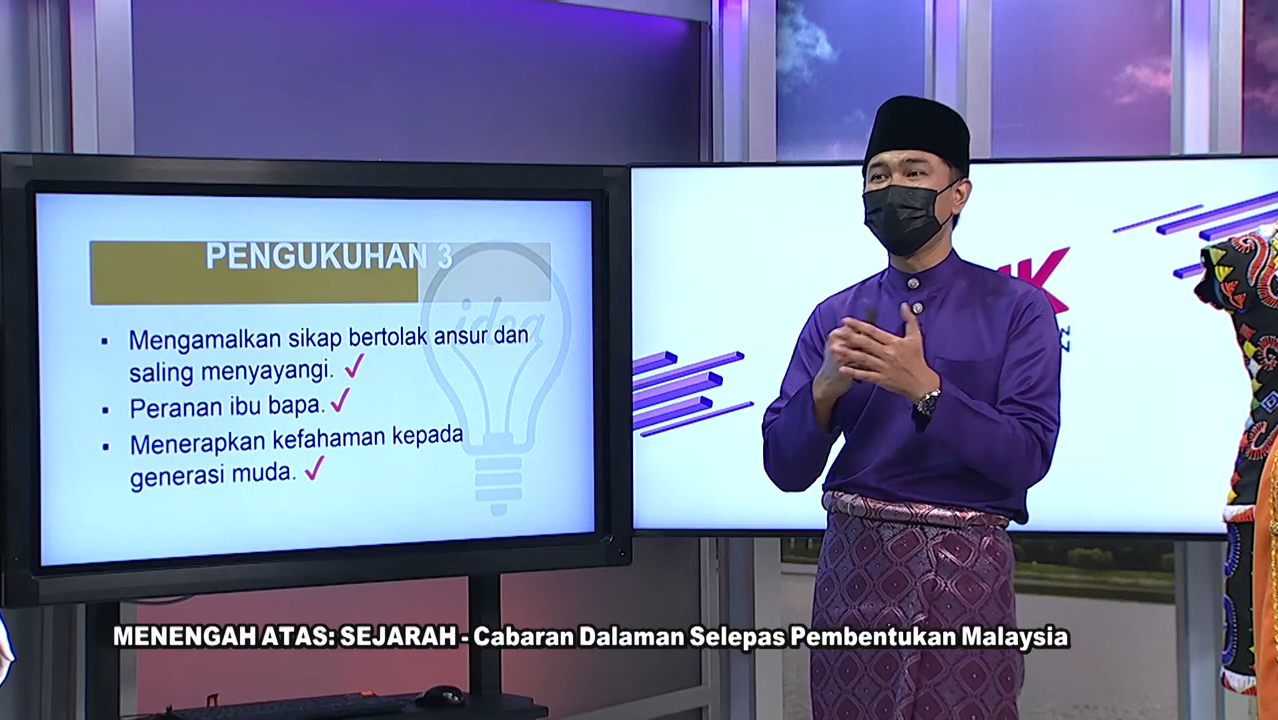 PENGUKUHAN 3
idea
▪ Mengamalkan sikap bertolak ansur dan
saling menyayangi. ✓
▪ Peranan ibu bapa. ✓
▪ Menerapkan kefahaman kepada
generasi muda. ✓
MENENGAH ATAS: SEJARAH - Cabaran Dalaman Selepas Pembentukan Malaysia